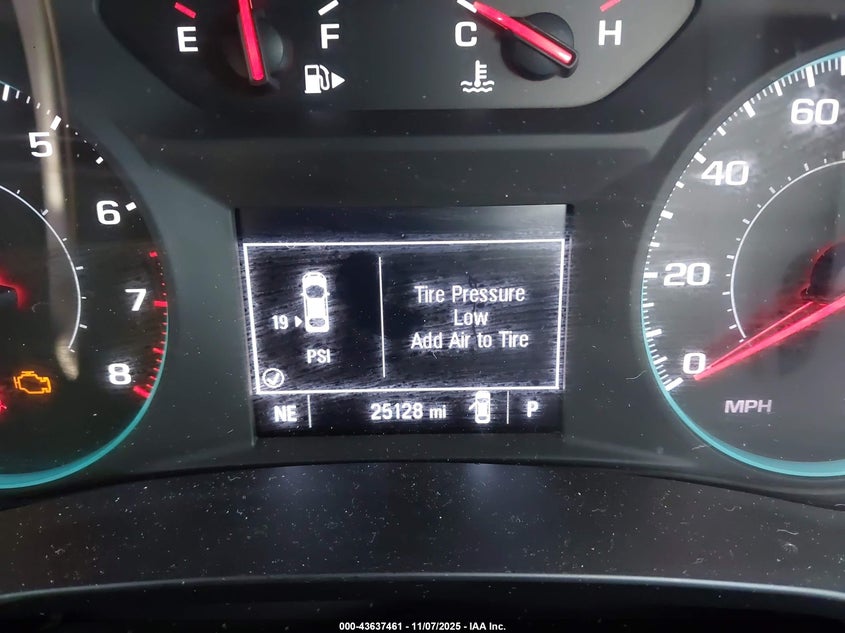 E F C H
5
6
7
8
60
40
20
0
MPH
Tire Pressure
Low
Add Air to Tire
19
PSI
NE 25128 mi P
000-43637461 - 11/07/2025 - IAA Inc.